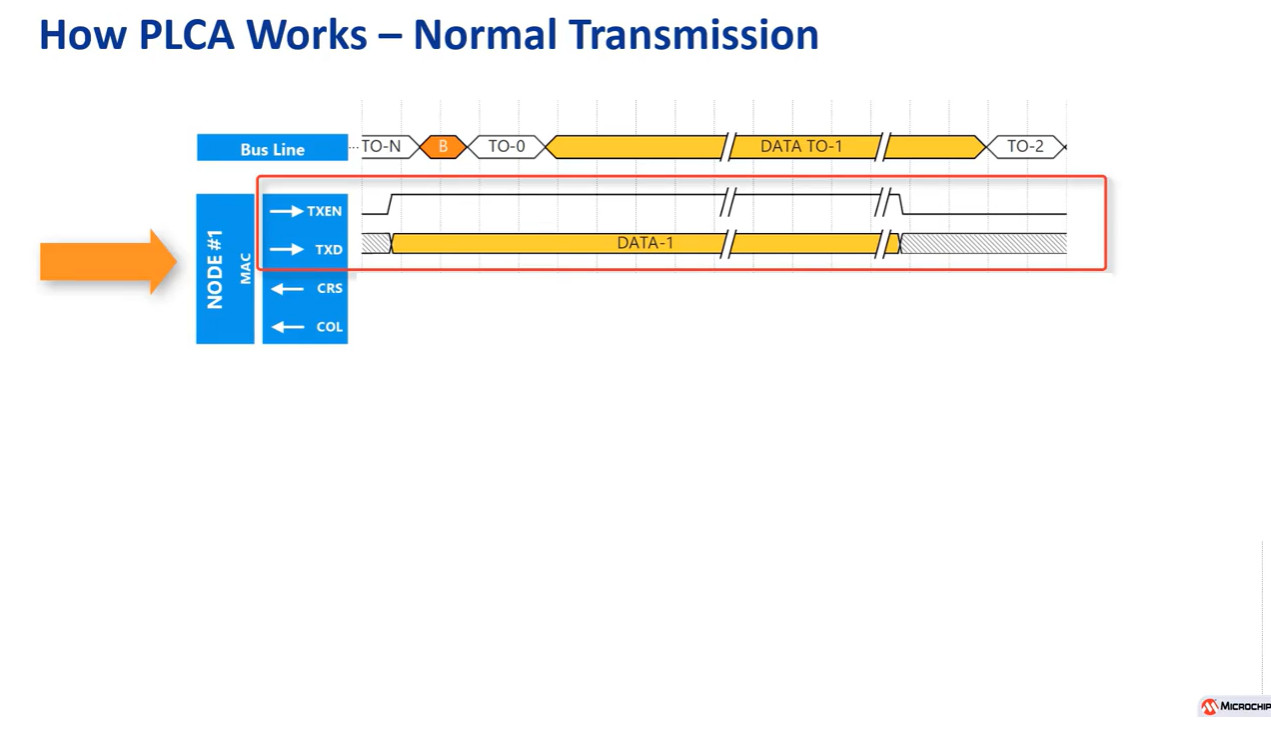 How PLCA Works – Normal Transmission
Bus Line
TO-N
B
TO-0
DATA TO-1
TO-2
NODE #1
MAC
TXEN
TXD
DATA-1
CRS
COL
MICROCHIP